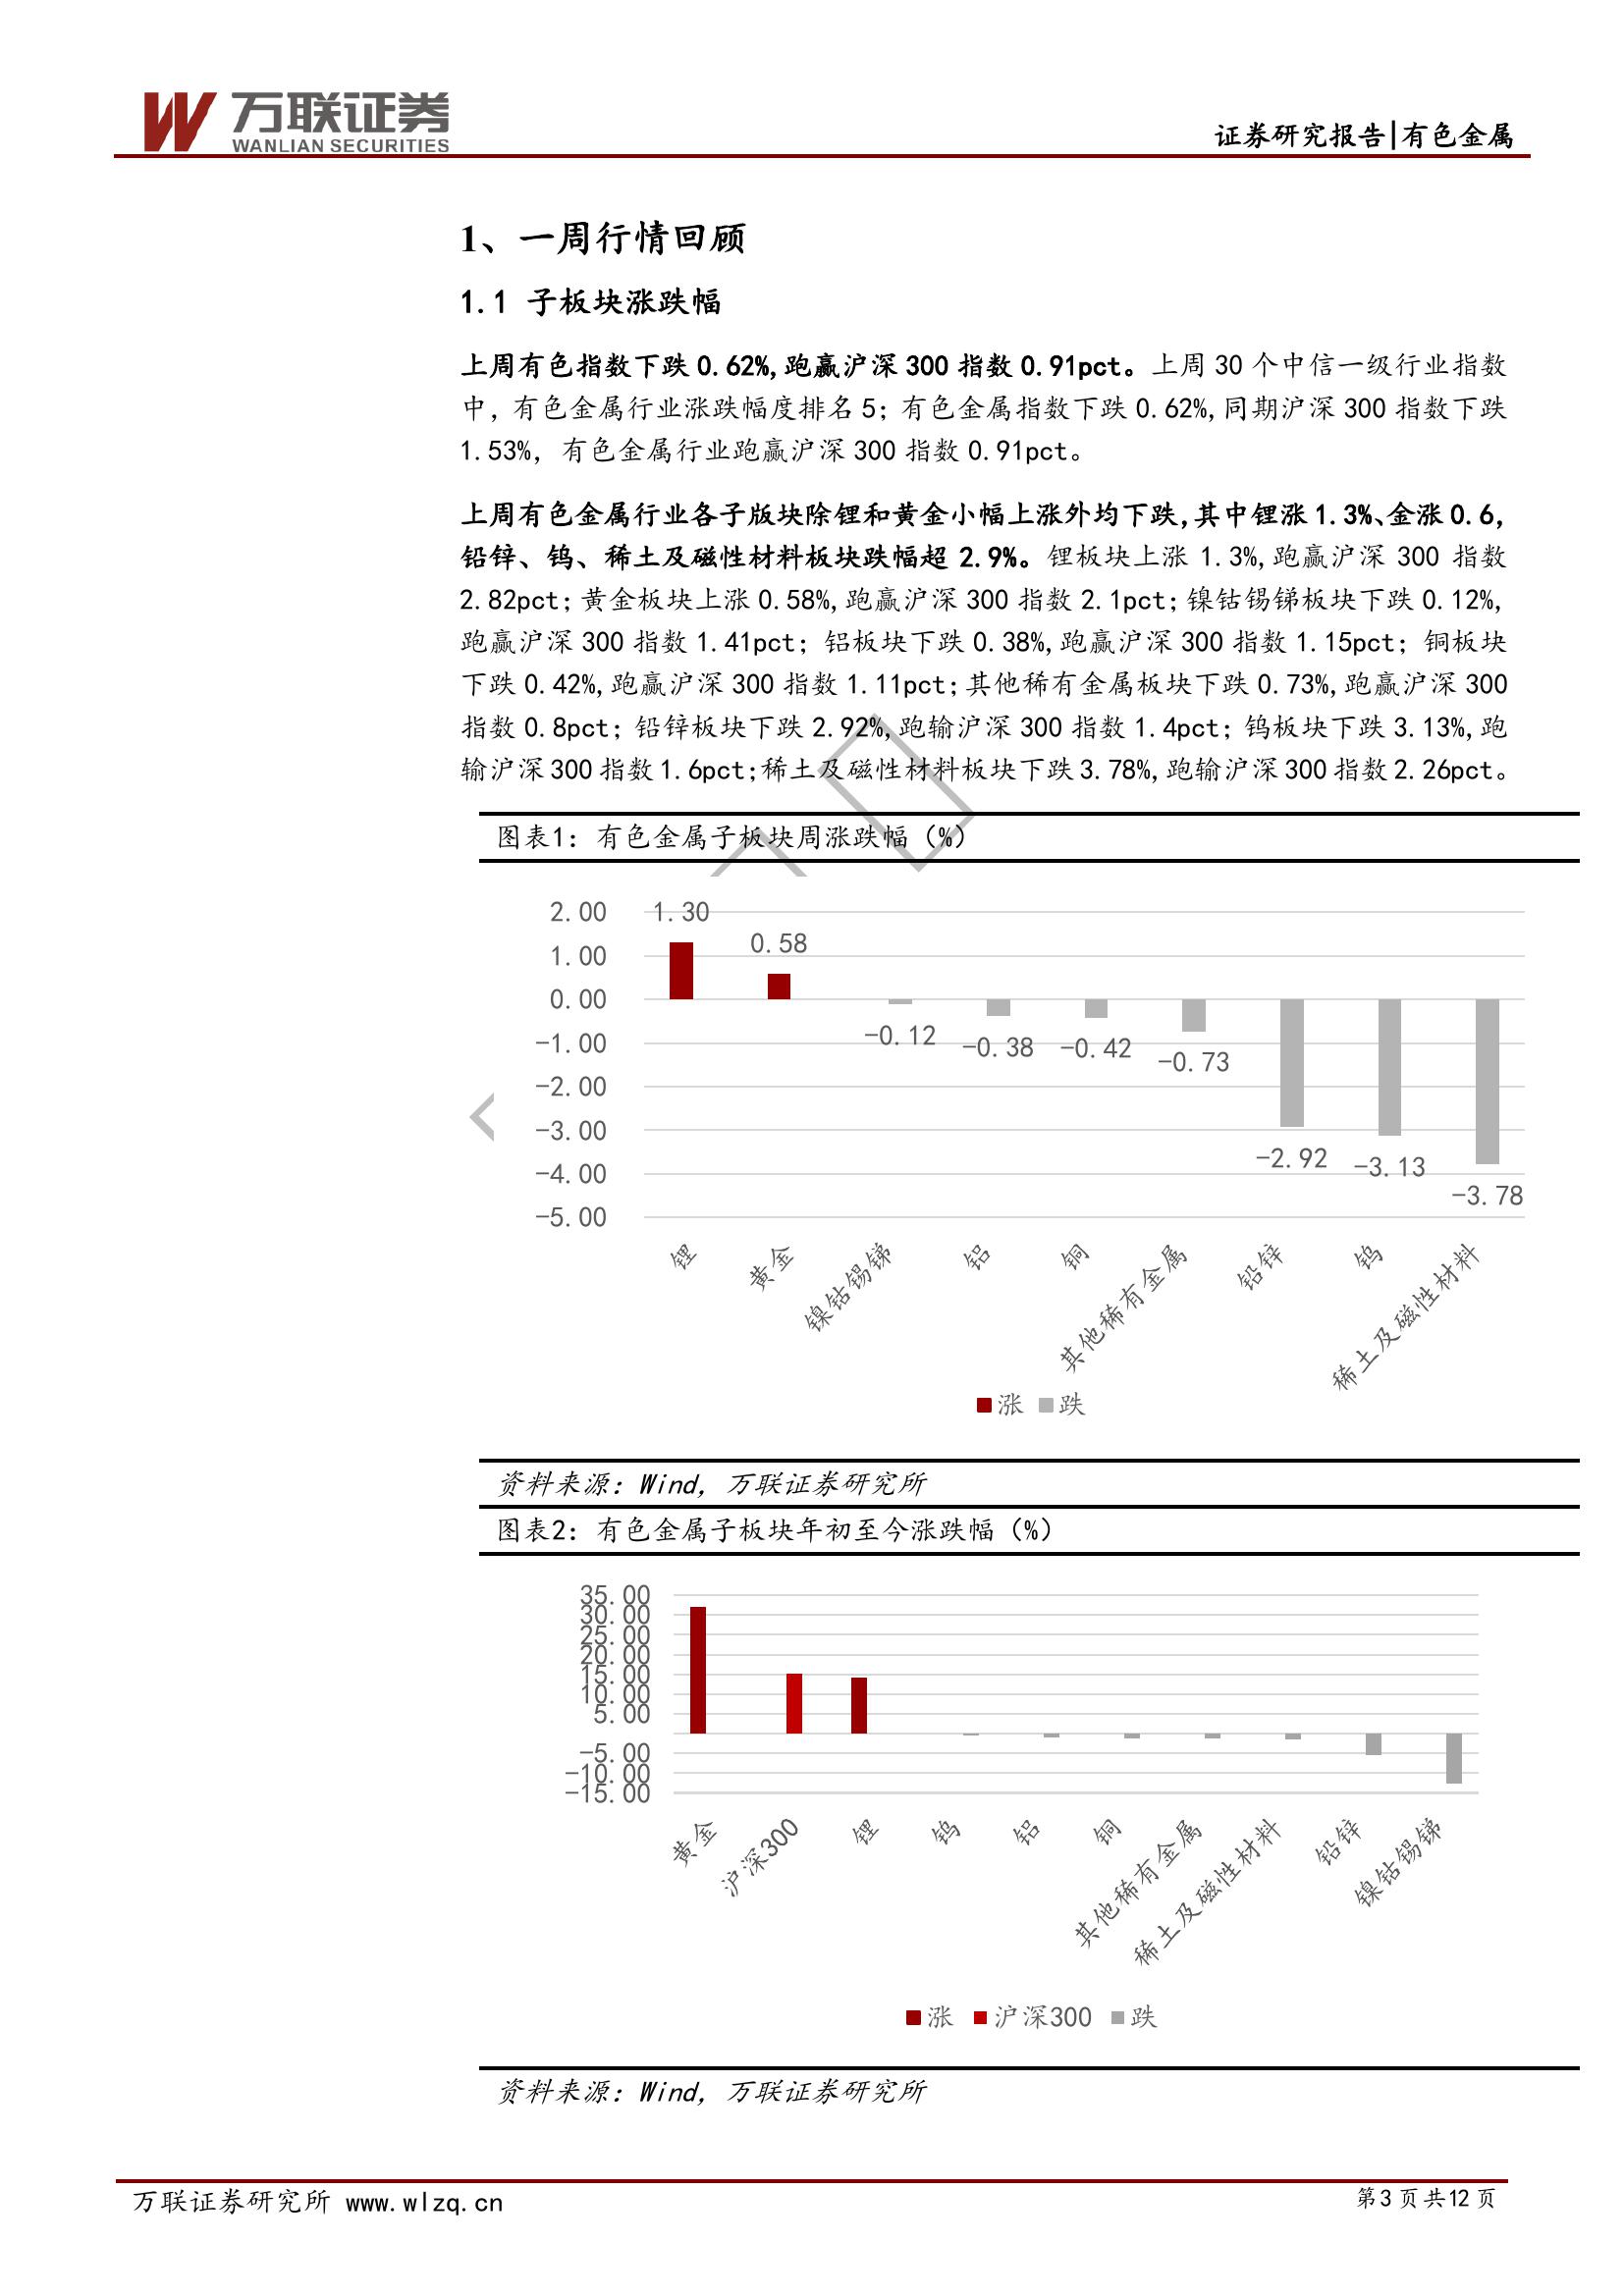 万联证券
WANLIAN SECURITIES
证券研究报告|有色金属
1、一周行情回顾
1.1 子板块涨跌幅
上周有色指数下跌 0.62%,跑赢沪深 300 指数 0.91pct。上周 30 个中信一级行业指数
中，有色金属行业涨跌幅度排名 5；有色金属指数下跌 0.62%,同期沪深 300 指数下跌
1.53%，有色金属行业跑赢沪深 300 指数 0.91pct。
上周有色金属行业各子版块除锂和黄金小幅上涨外均下跌,其中锂涨 1.3%、金涨 0.6,
铅锌、钨、稀土及磁性材料板块跌幅超 2.9%。锂板块上涨 1.3%,跑赢沪深 300 指数
2.82pct；黄金板块上涨 0.58%,跑赢沪深 300 指数 2.1pct；镍钴锡锑板块下跌 0.12%,
跑赢沪深 300 指数 1.41pct；铝板块下跌 0.38%,跑赢沪深 300 指数 1.15pct；铜板块
下跌 0.42%,跑赢沪深 300 指数 1.11pct；其他稀有金属板块下跌 0.73%,跑赢沪深 300
指数 0.8pct；铅锌板块下跌 2.92%,跑输沪深 300 指数 1.4pct；钨板块下跌 3.13%,跑
输沪深 300 指数 1.6pct；稀土及磁性材料板块下跌 3.78%,跑输沪深 300 指数 2.26pct。
图表1：有色金属子板块周涨跌幅（%）
2.00
1.00
0.00
-1.00
-2.00
-3.00
-4.00
-5.00
1.30
0.58
-0.12
-0.38
-0.42
-0.73
-2.92
-3.13
-3.78
锂
黄金
镍钴锡锑
铝
铜
其他稀有金属
铅锌
钨
稀土及磁性材料
涨 跌
资料来源：Wind，万联证券研究所
图表2：有色金属子板块年初至今涨跌幅（%）
35.00
30.00
25.00
20.00
15.00
10.00
5.00
-5.00
-10.00
-15.00
黄金
沪深300
锂
钨
铝
铜
其他稀有金属
稀土及磁性材料
铅锌
镍钴锡锑
涨 沪深300 跌
资料来源：Wind，万联证券研究所
万联证券研究所 www.wlzq.cn
第 3 页 共 12 页